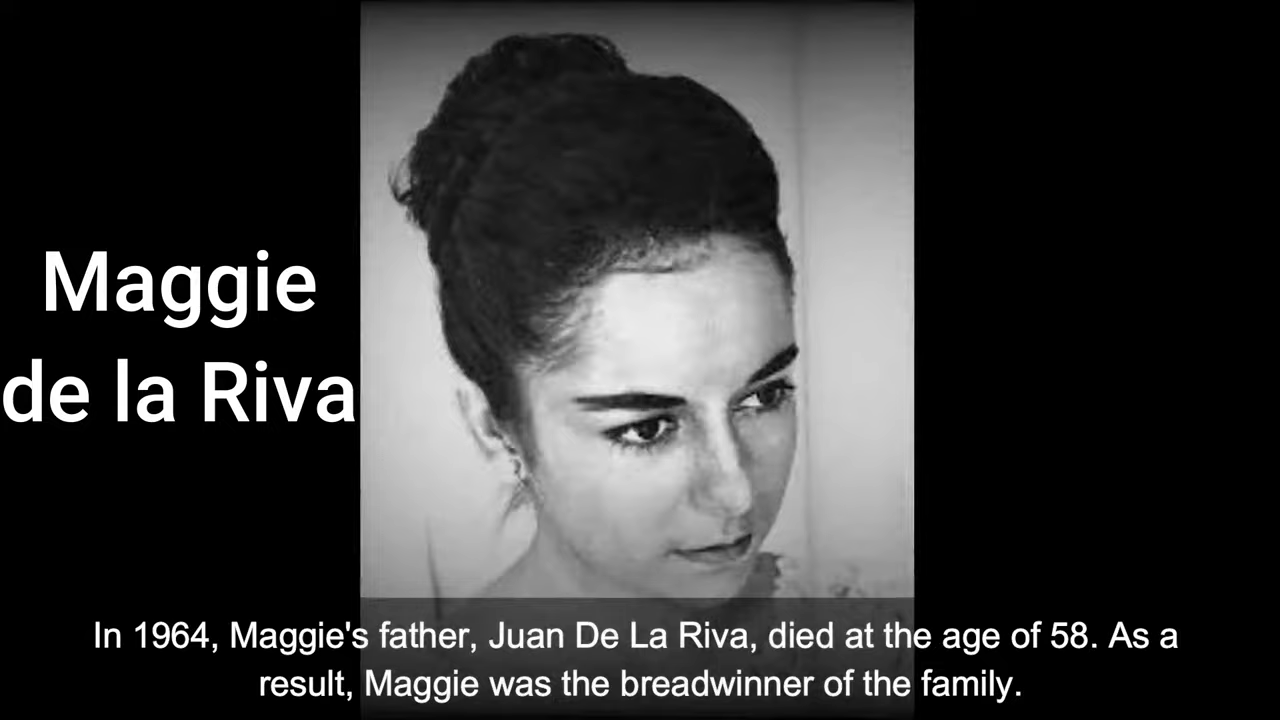 Maggie
de la Riva
In 1964, Maggie's father, Juan De La Riva, died at the age of 58. As a
result, Maggie was the breadwinner of the family.